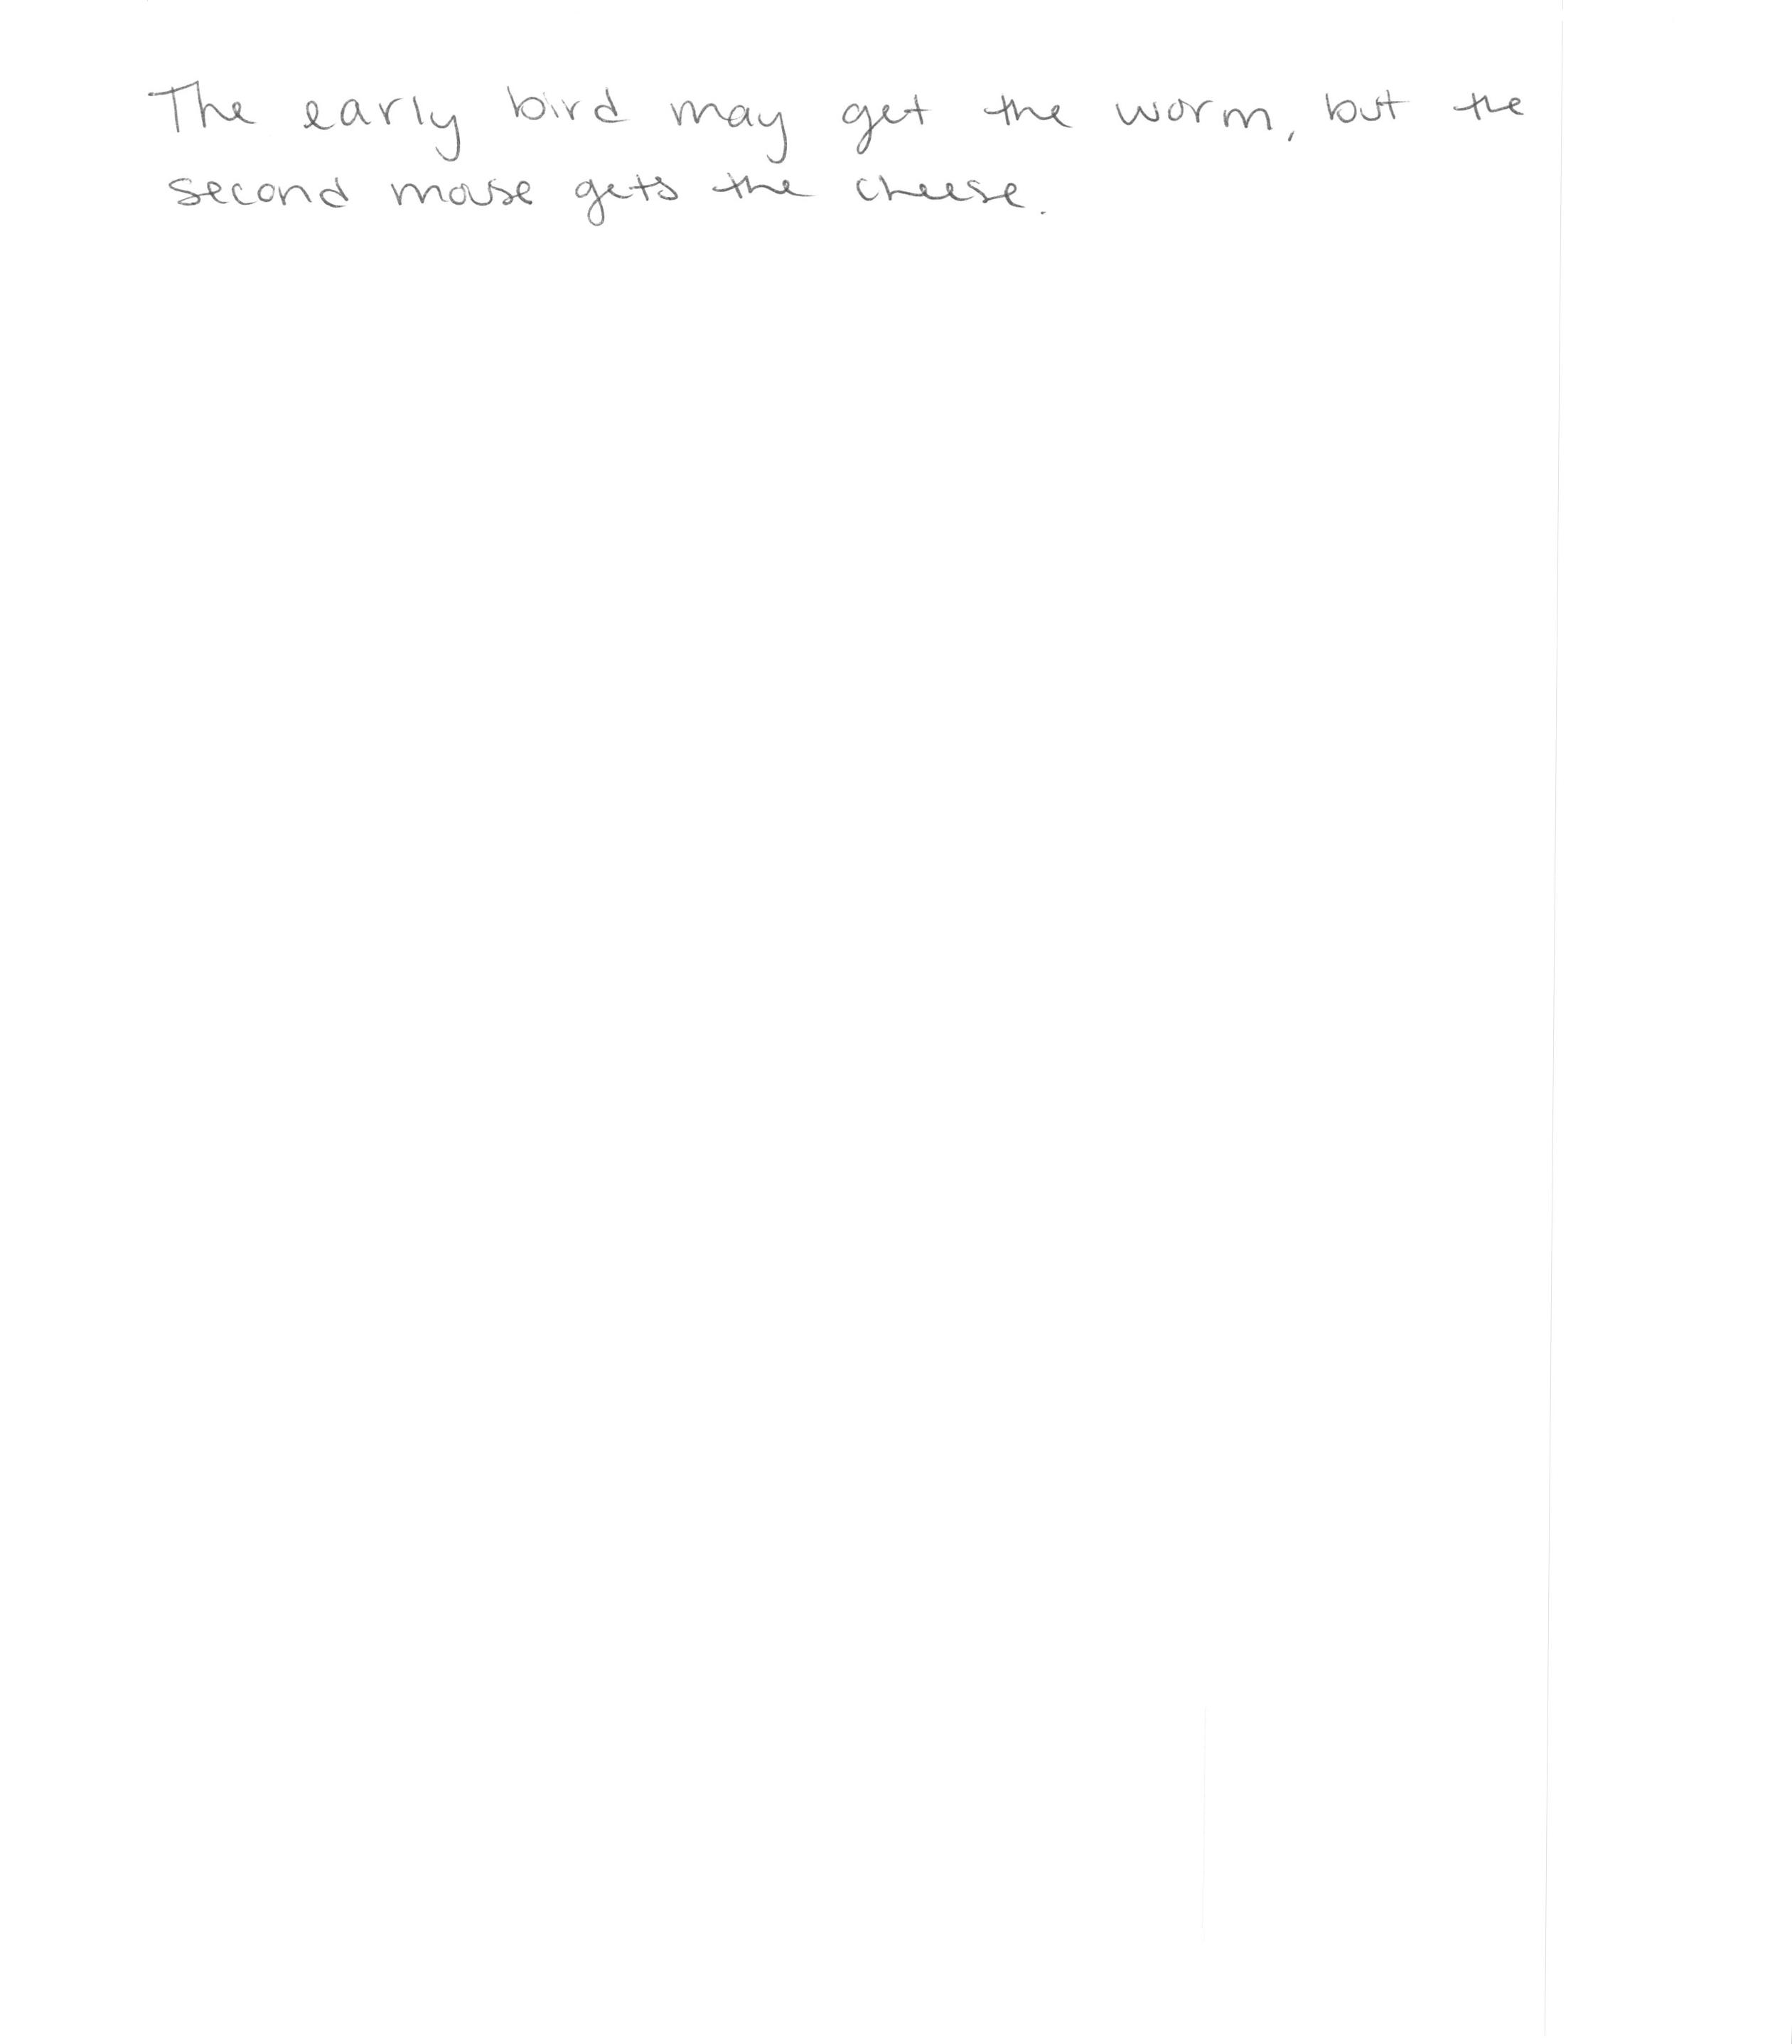 The early bird may get the worm, but the
second mouse gets the cheese.